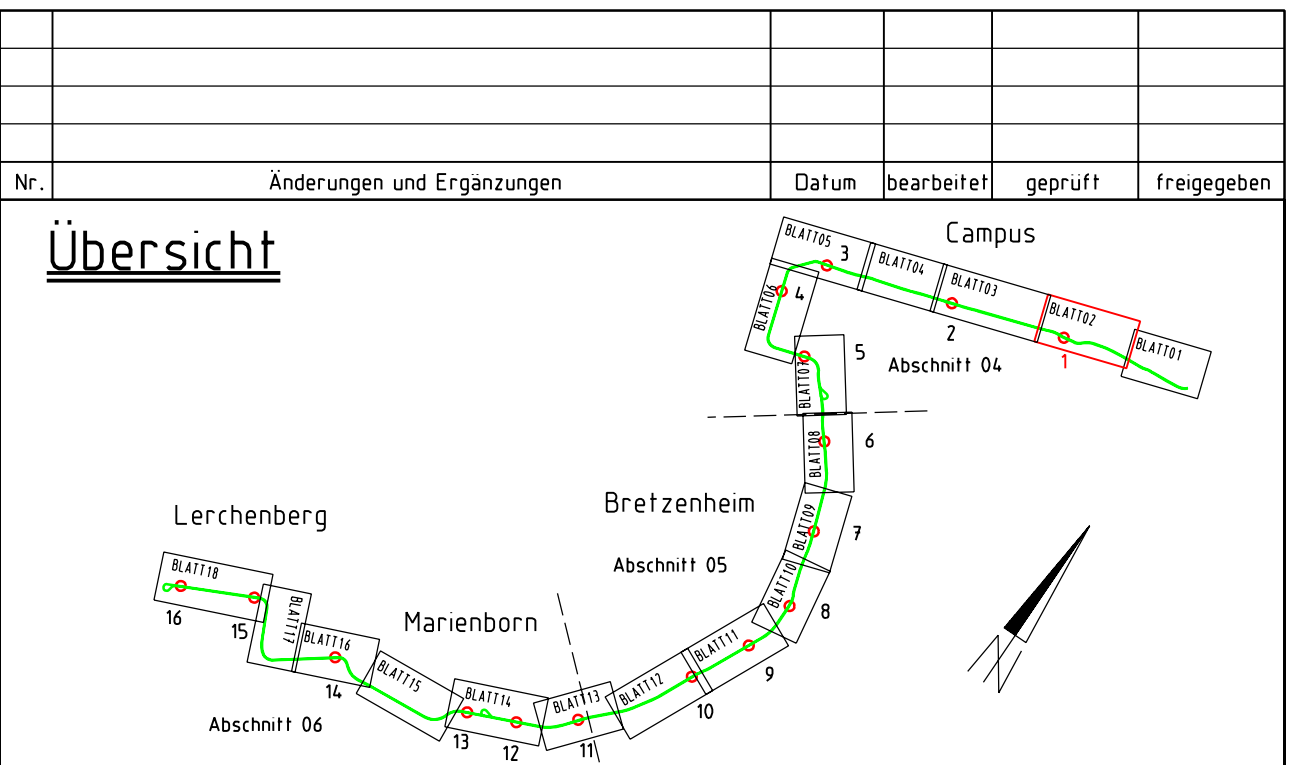 Nr. Änderungen und Ergänzungen Datum bearbeitet geprüft freigegeben
Übersicht
Campus
BLATT05
3
BLATT04
BLATT03
BLATT02
BLATT01
BLATT06
4
2
1
5
Abschnitt 04
BLATT07
6
BLATT08
Bretzenheim
Lerchenberg
BLATT09
7
Abschnitt 05
BLATT18
BLATT10
16
15
BLATT17
8
Marienborn
BLATT16
BLATT11
14
BLATT15
9
BLATT12
BLATT14
BLATT13
10
Abschnitt 06
13
12
11
N